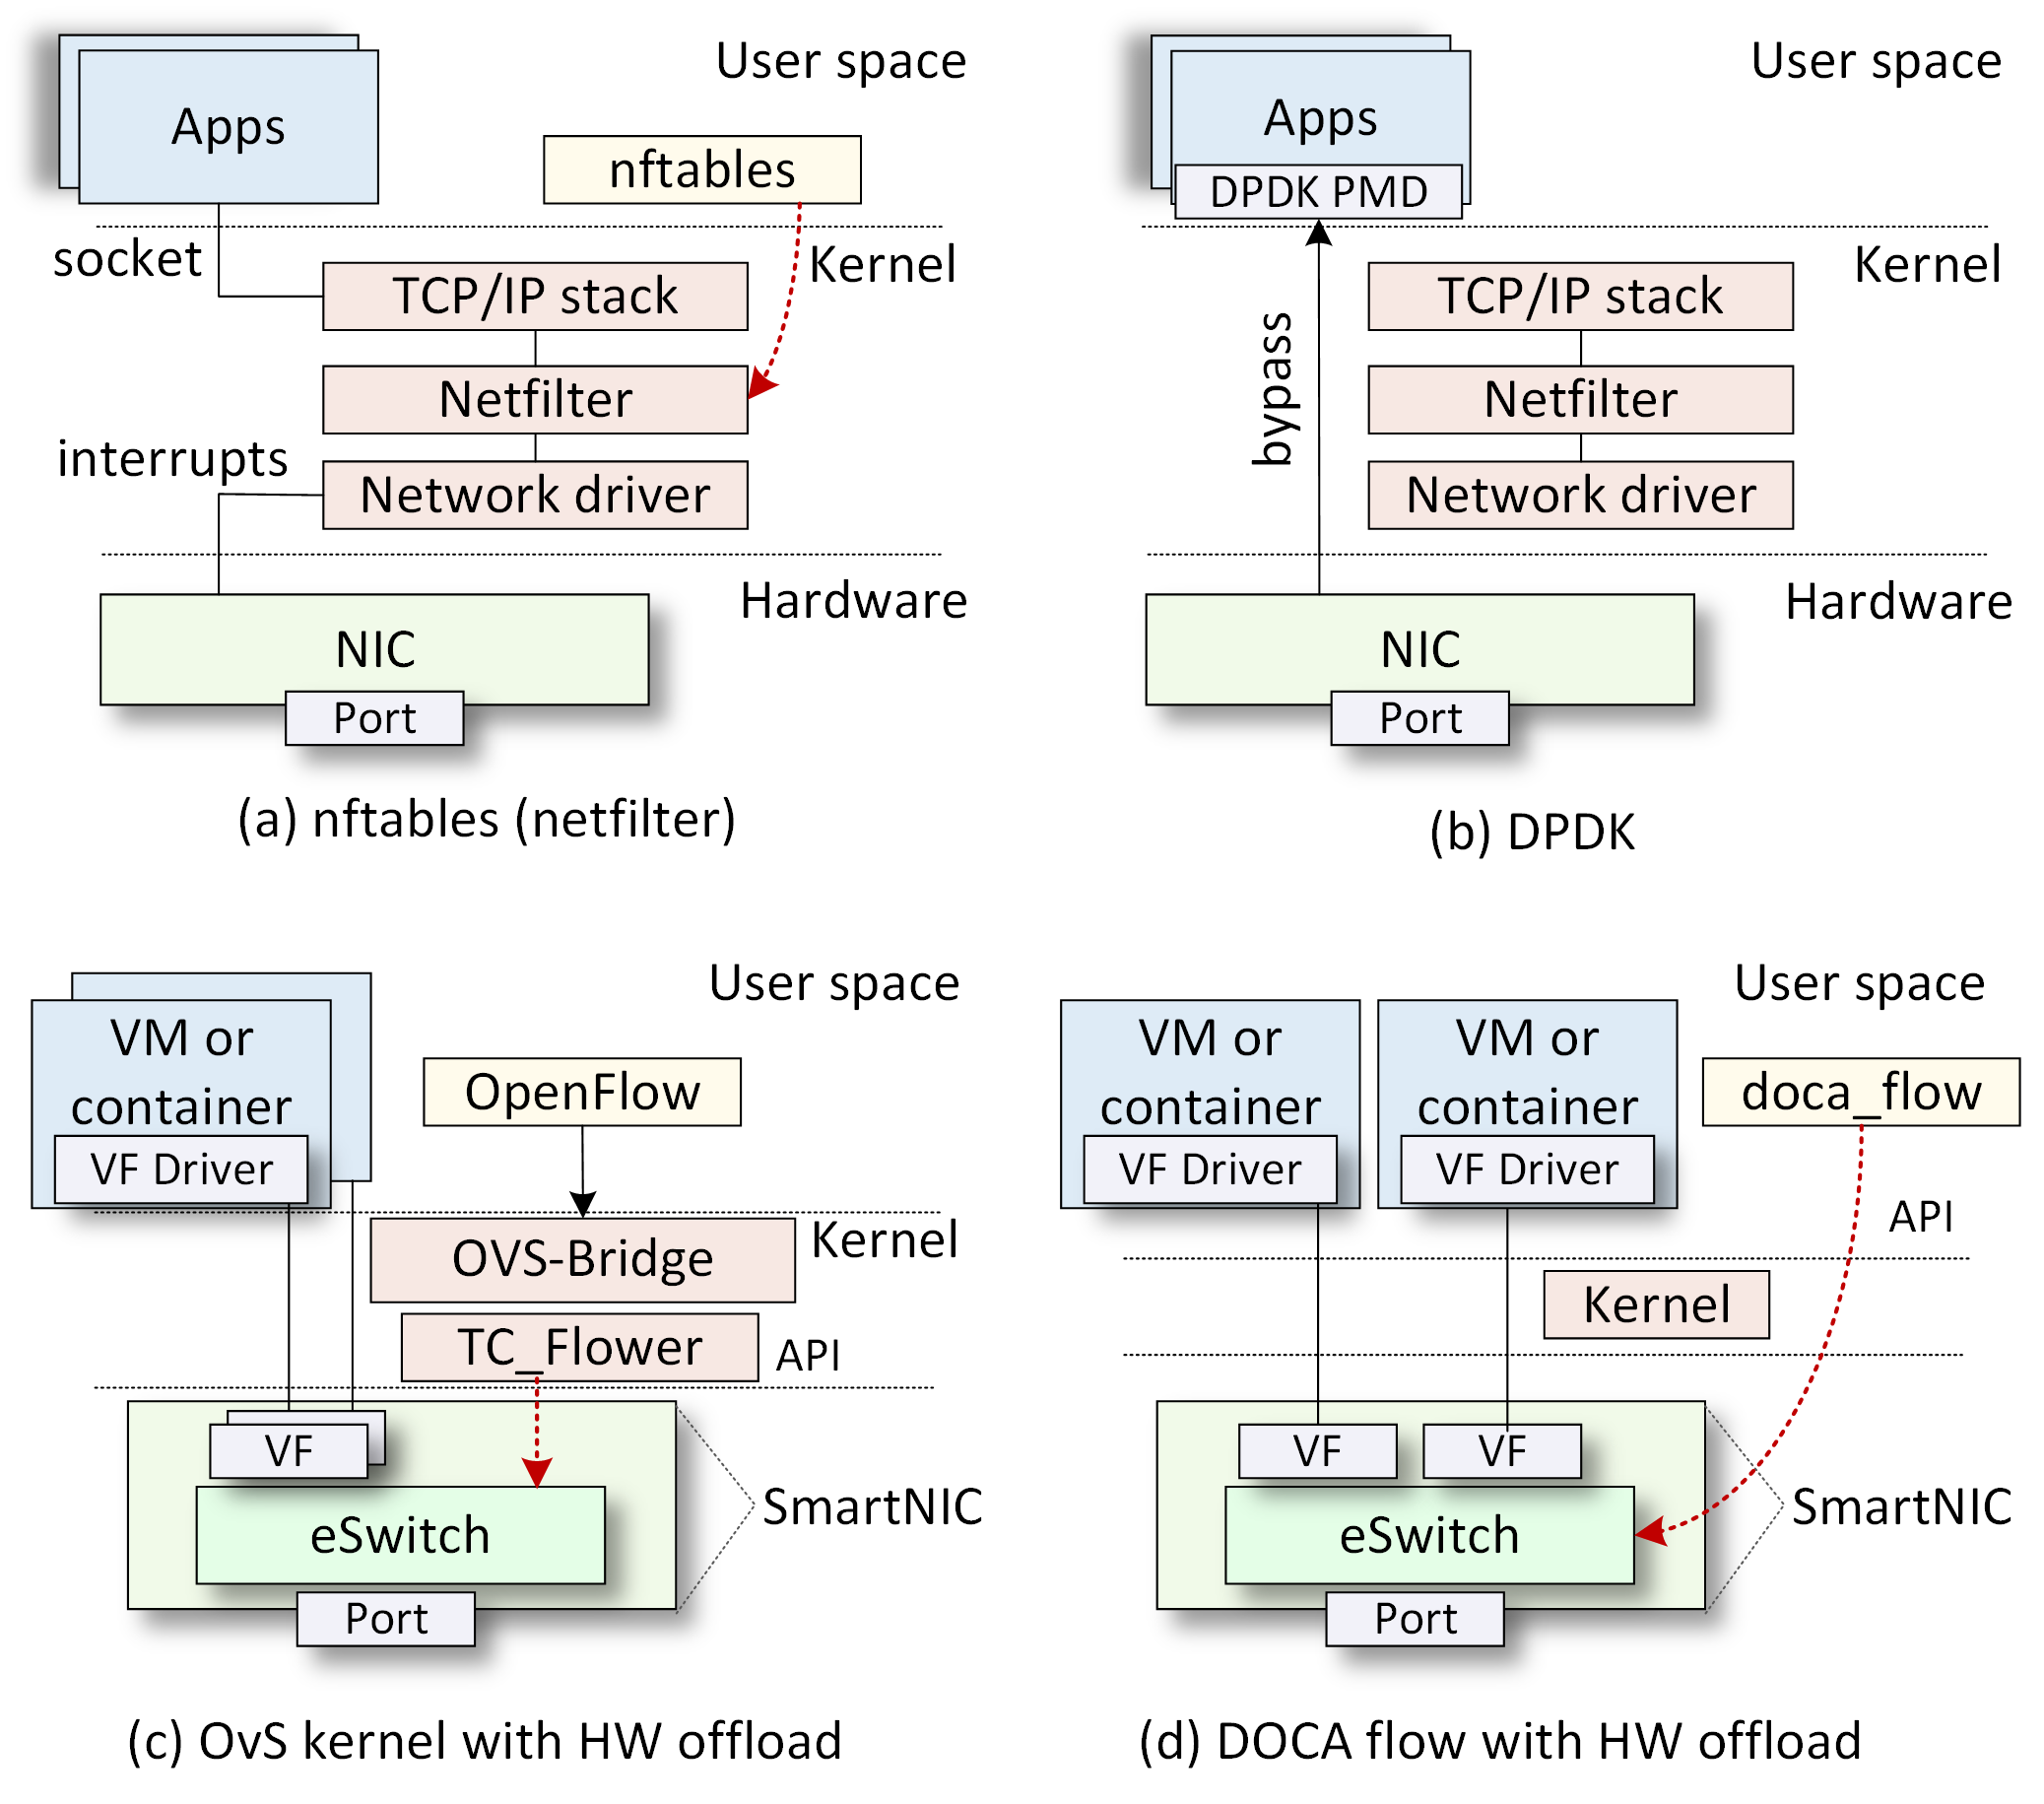 User space
Apps
nftables
socket
Kernel
TCP/IP stack
Netfilter
interrupts
Network driver
Hardware
NIC
Port
(a) nftables (netfilter)
User space
Apps
DPDK PMD
Kernel
TCP/IP stack
bypass
Netfilter
Network driver
Hardware
NIC
Port
(b) DPDK
User space
VM or
container
VF Driver
OpenFlow
Kernel
OVS-Bridge
TC_Flower
API
VF
SmartNIC
eSwitch
Port
(c) OvS kernel with HW offload
User space
VM or
container
VF Driver
VM or
container
VF Driver
doca_flow
API
Kernel
VF
VF
SmartNIC
eSwitch
Port
(d) DOCA flow with HW offload